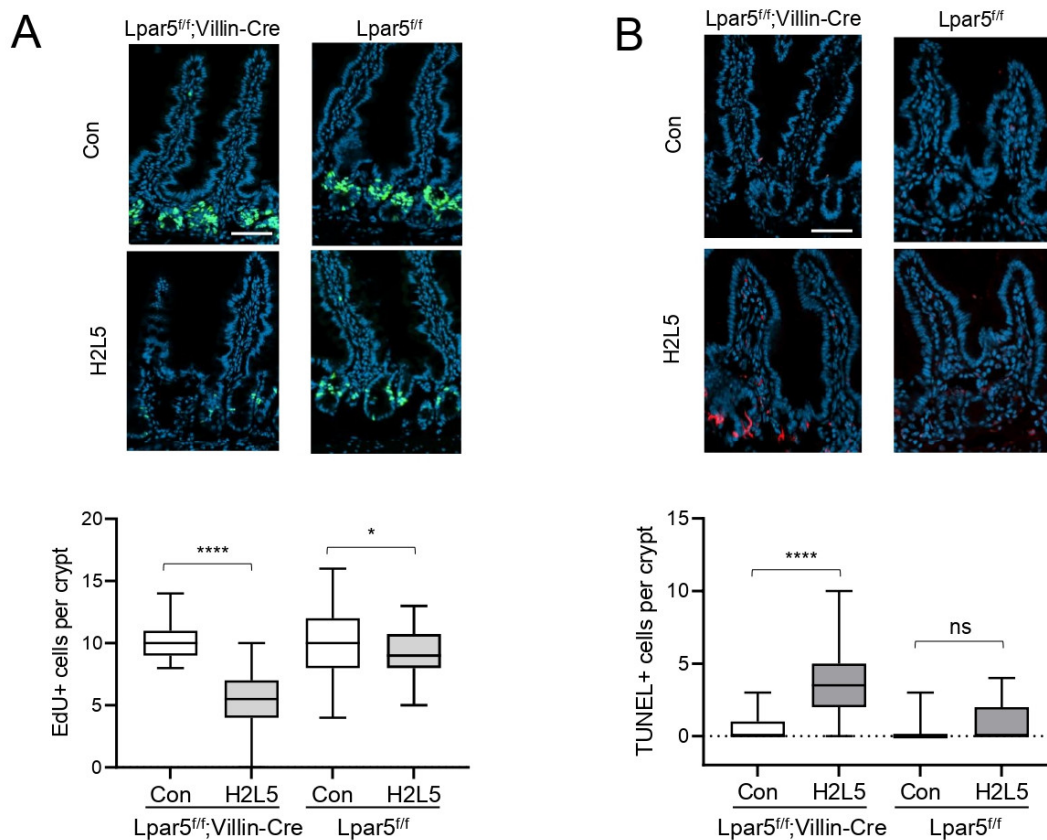 A
Lpar5f/f;Villin-Cre Lpar5f/f
Con
H2L5
EdU+ cells per crypt
20
15
10
5
0
****
*
Con H2L5 Con H2L5
Lpar5f/f;Villin-Cre Lpar5f/f
B
Lpar5f/f;Villin-Cre Lpar5f/f
Con
H2L5
TUNEL+ cells per crypt
15
10
5
0
****
ns
Con H2L5 Con H2L5
Lpar5f/f;Villin-Cre Lpar5f/f